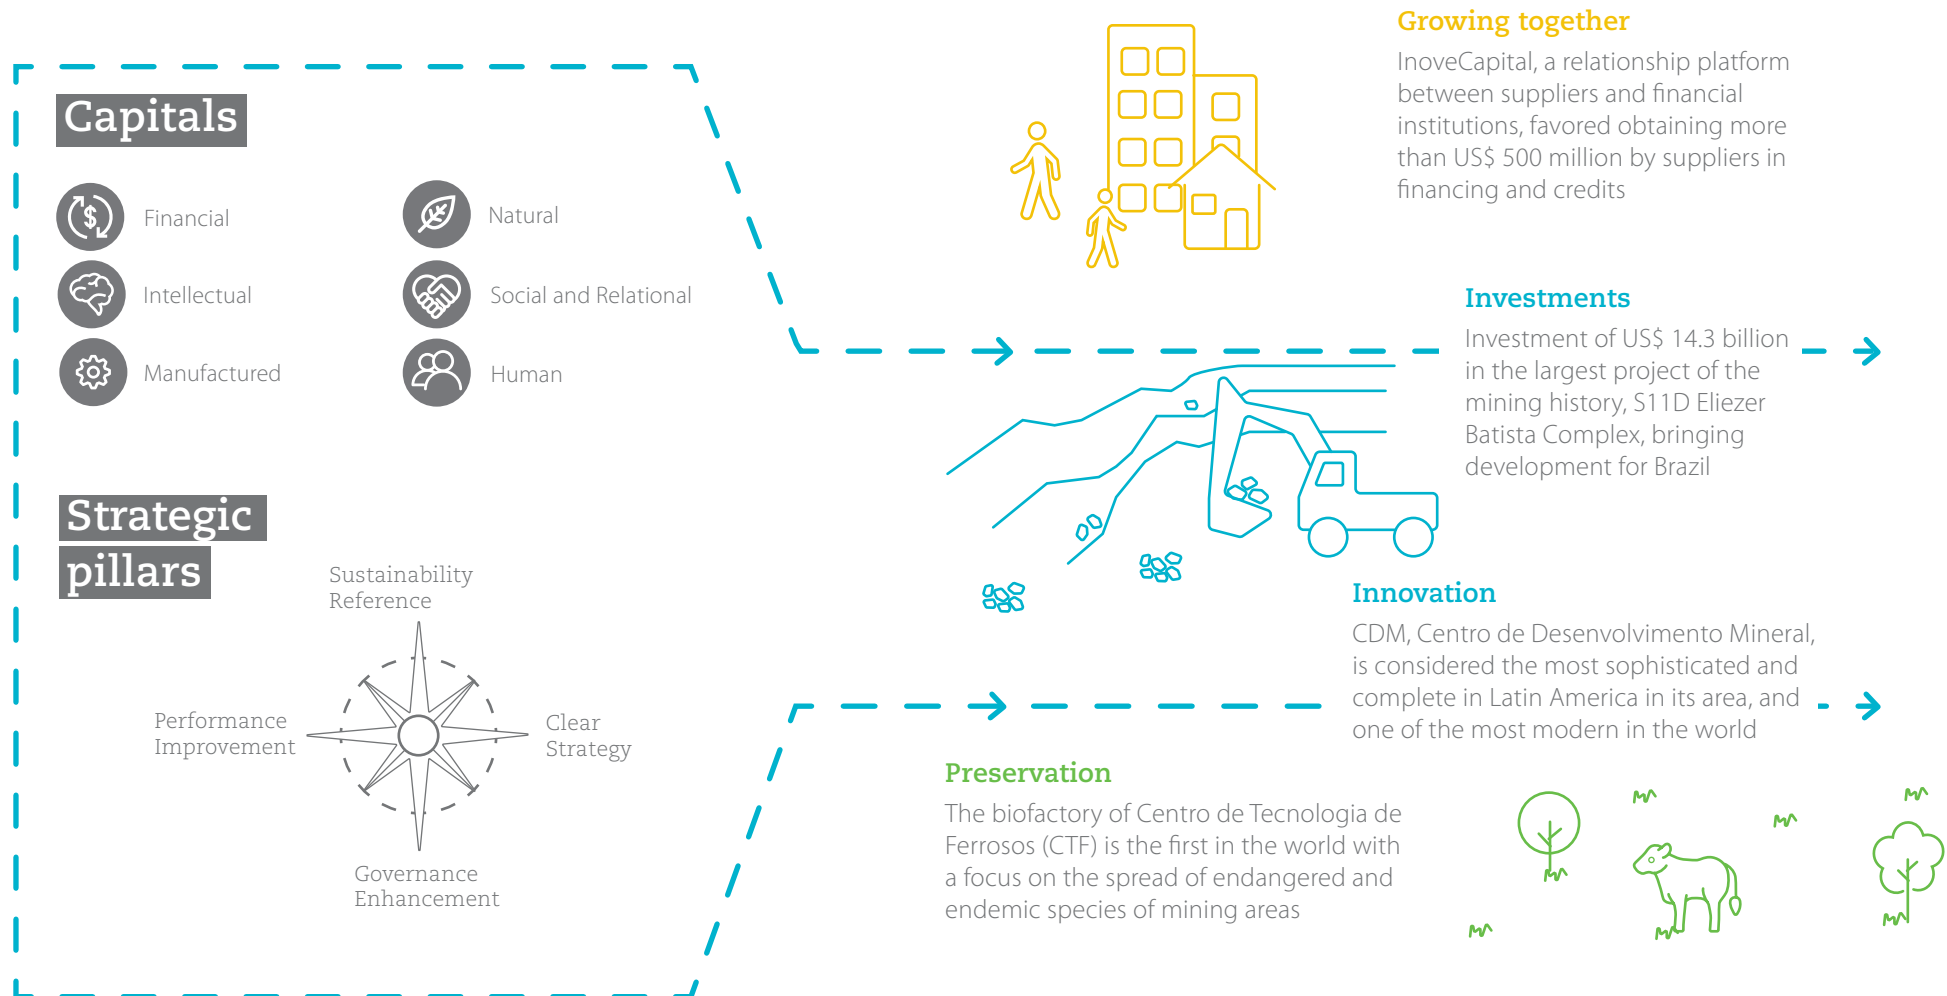 Capitals
Financial
Intellectual
Manufactured
Natural
Social and Relational
Human
Strategic
pillars
Sustainability
Reference
Performance
Improvement
Clear
Strategy
Governance
Enhancement
Growing together
InoveCapital, a relationship platform
between suppliers and financial
institutions, favored obtaining more
than US$ 500 million by suppliers in
financing and credits
Investments
Investment of US$ 14.3 billion
in the largest project of the
mining history, S11D Eliezer
Batista Complex, bringing
development for Brazil
Innovation
CDM, Centro de Desenvolvimento Mineral,
is considered the most sophisticated and
complete in Latin America in its area, and
one of the most modern in the world
Preservation
The biofactory of Centro de Tecnologia de
Ferrosos (CTF) is the first in the world with
a focus on the spread of endangered and
endemic species of mining areas